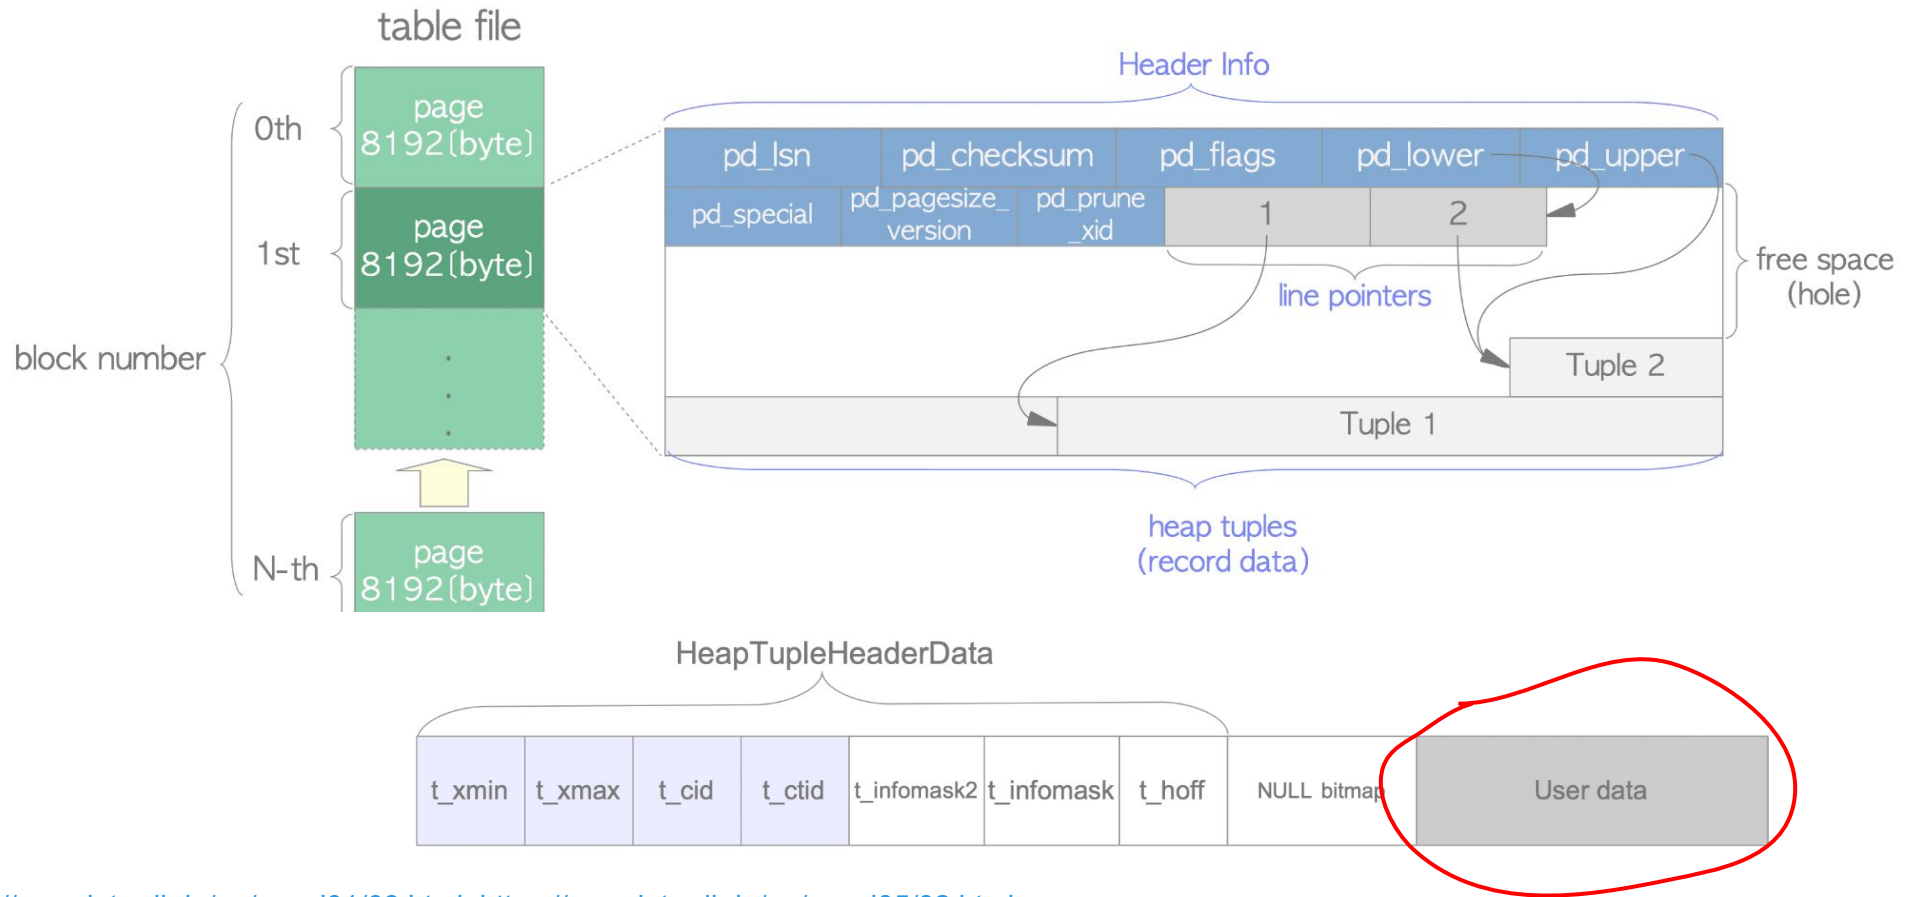 table file
block number
0th
page
8192[byte]
1st
page
8192[byte]
N-th
page
8192[byte]
Header Info
pd_lsn
pd_checksum
pd_flags
pd_lower
pd_upper
pd_special
pd_pagesize_
version
pd_prune
_xid
1
2
line pointers
free space
(hole)
Tuple 2
Tuple 1
heap tuples
(record data)
HeapTupleHeaderData
t_xmin
t_xmax
t_cid
t_ctid
t_infomask2
t_infomask
t_hoff
NULL bitmap
User data